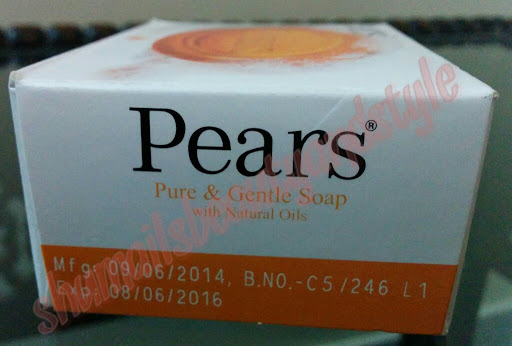 Pears®
Pure & Gentle Soap
with Natural Oils
Mfg: 09/06/2014, B.NO.-C5/246 L1
Exp: 08/06/2016